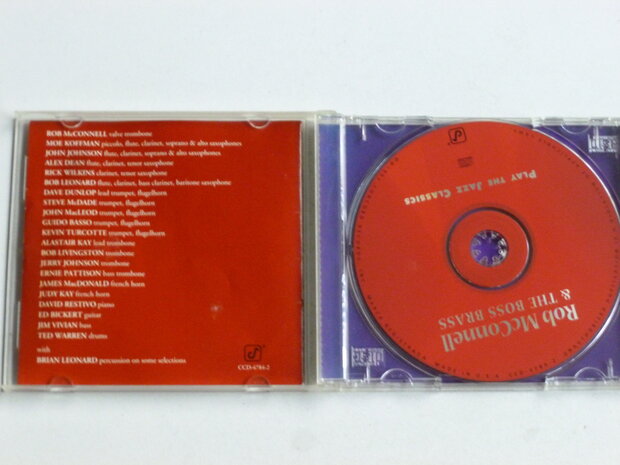 ROB McCONNELL valve trombone
MOE KOFFMAN piccolo, flute, clarinet, soprano & alto saxophones
JOHN JOHNSON flute, clarinet, soprano & alto saxophones
ALEX DEAN flute, clarinet, tenor saxophone
RICK WILKINS clarinet, tenor saxophone
BOB LEONARD flute, clarinet, bass clarinet, baritone saxophone
DAVE DUNLOP lead trumpet, flugelhorn
STEVE McDADE trumpet, flugelhorn
JOHN MacLEOD trumpet, flugelhorn
GUIDO BASSO trumpet, flugelhorn
KEVIN TURCOTTE trumpet, flugelhorn
ALASTAIR KAY lead trombone
BOB LIVINGSTON trombone
JERRY JOHNSON trombone
ERNIE PATTISON bass trombone
JAMES MacDONALD french horn
JUDY KAY french horn
DAVID RESTIVO piano
ED BICKERT guitar
JIM VIVIAN bass
TED WARREN drums
with
BRIAN LEONARD percussion on some selections
CCD-4784-2
Rob McConnell
& THE BOSS BRASS
PLAY THE JAZZ CLASSICS